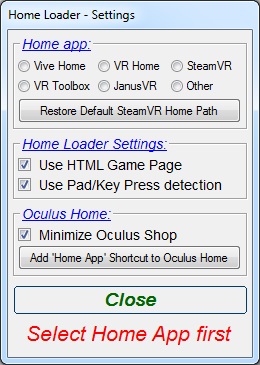 Home Loader - Settings
Home app:
Vive Home VR Home SteamVR
VR Toolbox JanusVR Other
Restore Default SteamVR Home Path
Home Loader Settings:
Use HTML Game Page
Use Pad/Key Press detection
Oculus Home:
Minimize Oculus Shop
Add 'Home App' Shortcut to Oculus Home
Close
Select Home App first